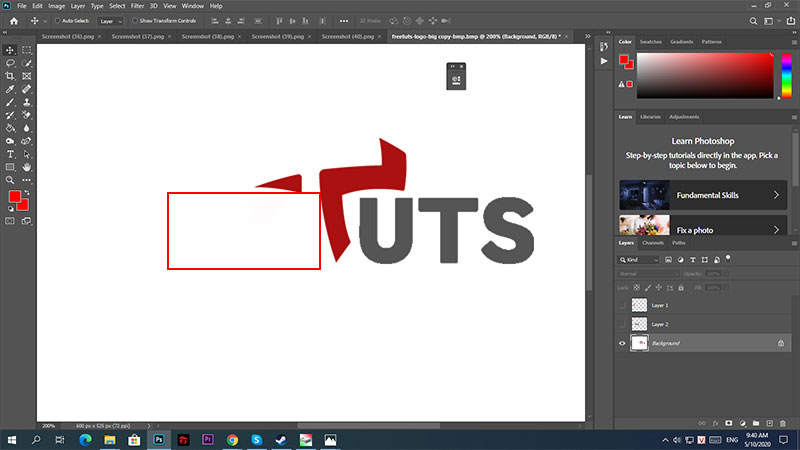 Ps File Edit Image Layer Type Select Filter 3D View Window Help
Auto-Select: Layer Show Transform Controls 3D Mode:
Screenshot (36).png × Screenshot (37).png × Screenshot (38).png × Screenshot (39).png × Screenshot (40).png × freetuts-logo-big copy-bmp.bmp @ 200% (Background, RGB/8) * ×
Color Swatches Gradients Patterns
Learn Libraries Adjustments
Learn Photoshop
Step-by-step tutorials directly in the app. Pick a
topic below to begin.
Fundamental Skills
Fix a photo
UTS
Layers Channels Paths
Kind
Normal Opacity: 100%
Lock: Fill: 100%
Layer 1
Layer 2
Background
200% 600 px x 525 px (72 ppi)
Ps Pr S V ENG 9:40 AM
5/10/2020